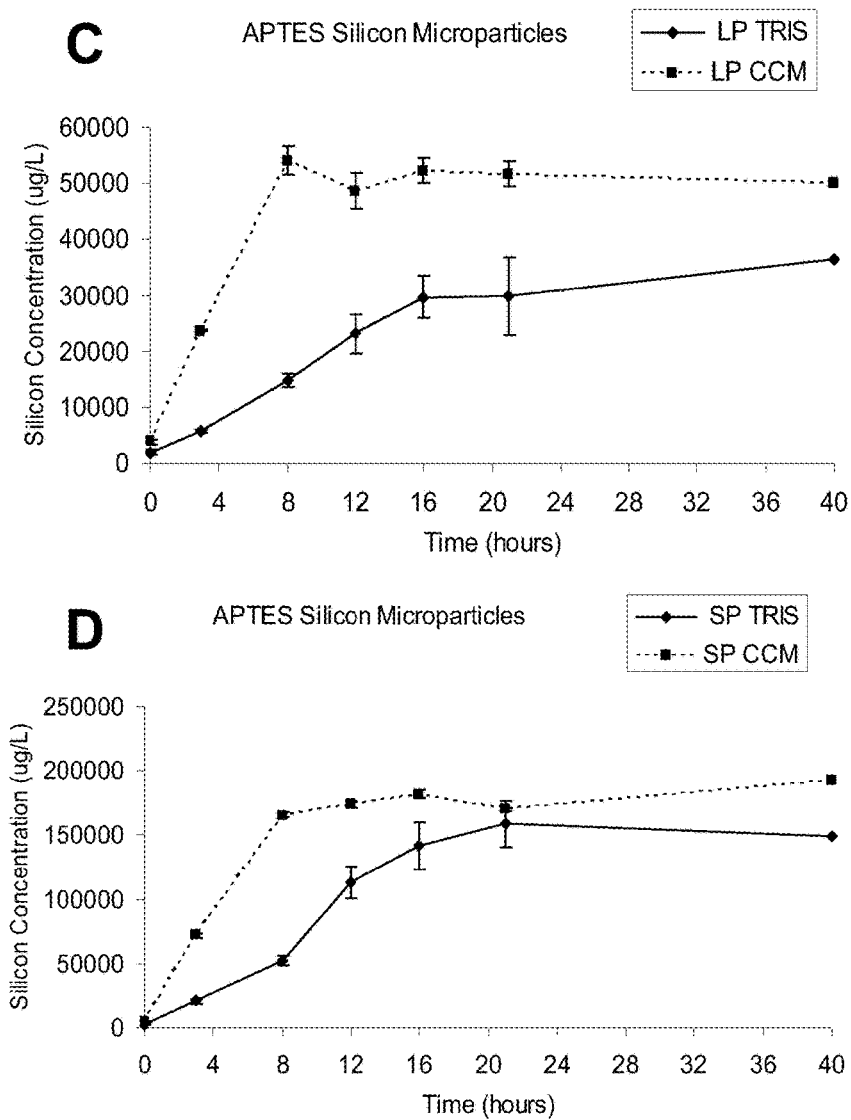 C
APTES Silicon Microparticles
LP TRIS
LP CCM
Silicon Concentration (ug/L)
60000
50000
40000
30000
20000
10000
0
0 4 8 12 16 20 24 28 32 36 40
Time (hours)
D
APTES Silicon Microparticles
SP TRIS
SP CCM
Silicon Concentration (ug/L)
250000
200000
150000
100000
50000
0
0 4 8 12 16 20 24 28 32 36 40
Time (hours)